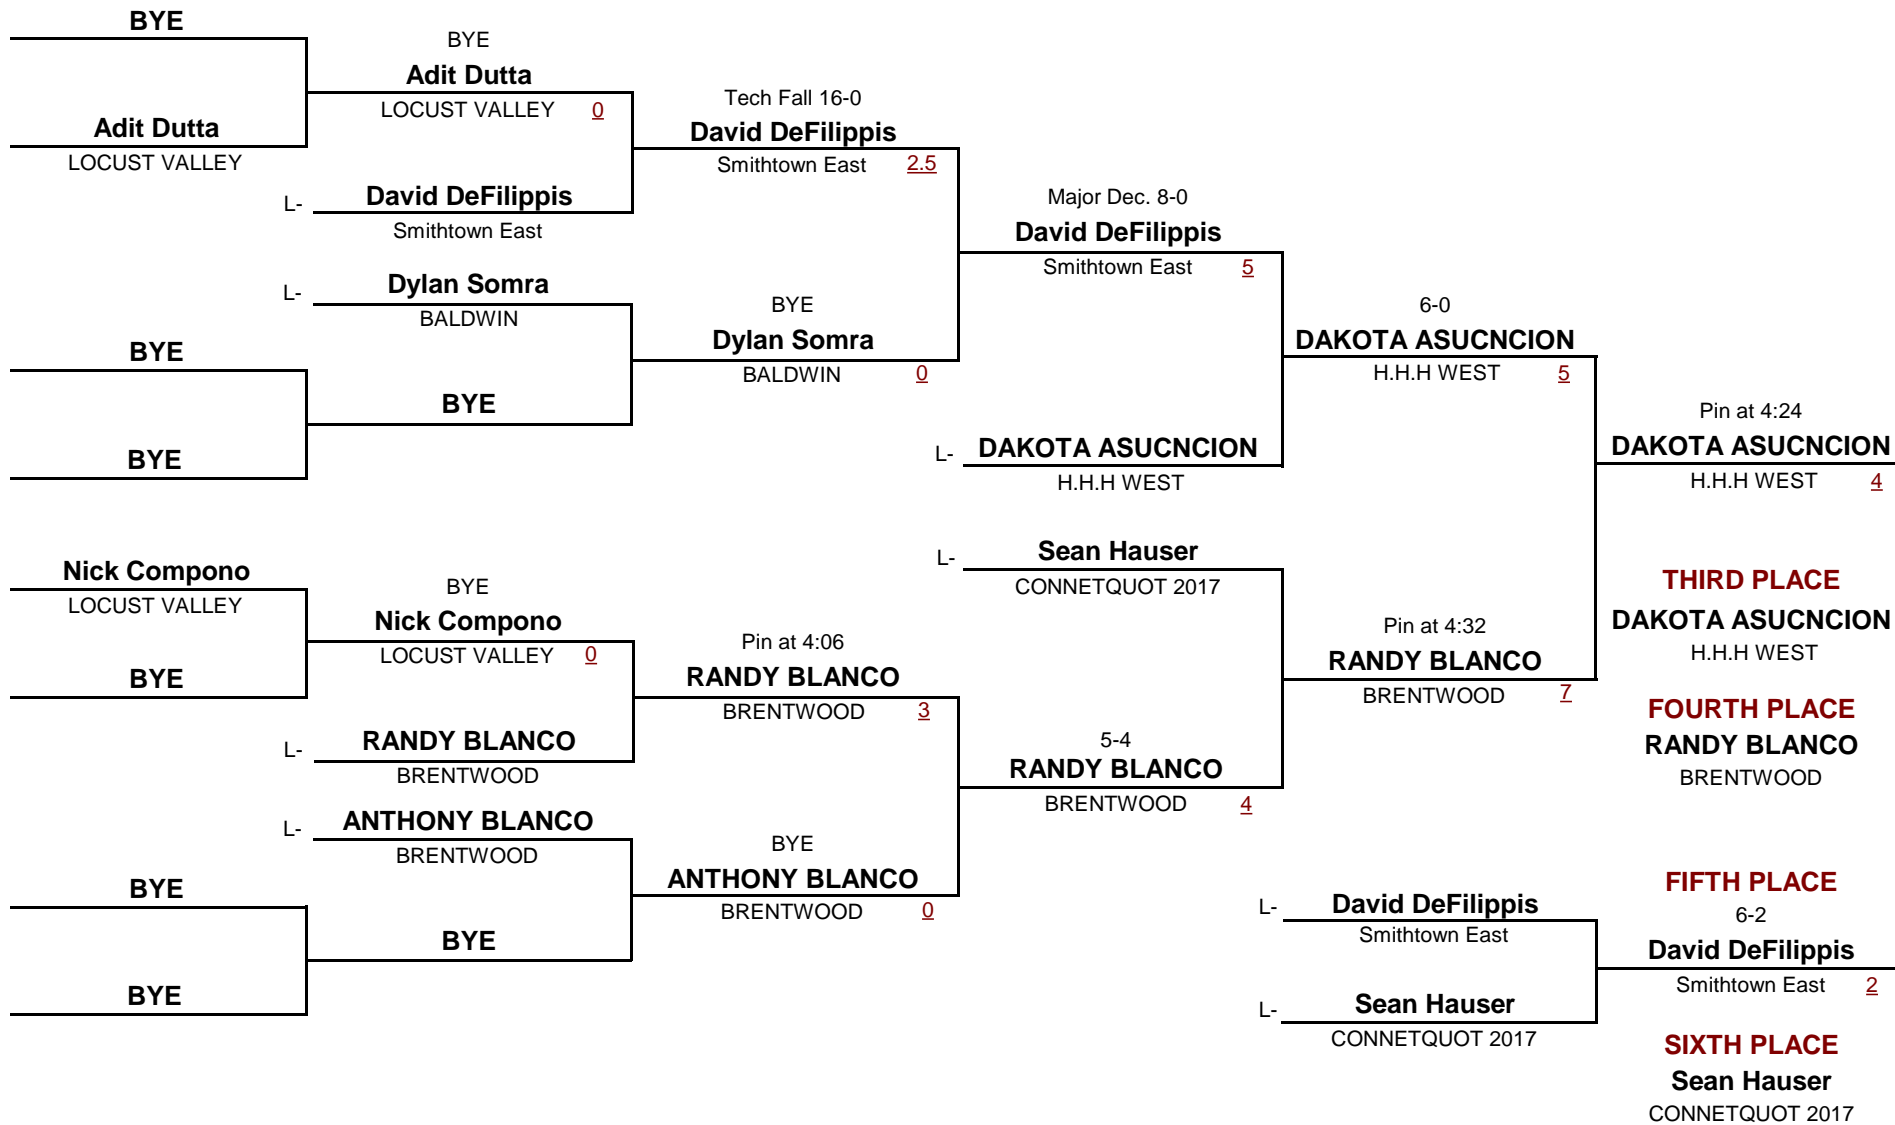 BYE
BYE
Adit Dutta
LOCUST VALLEY 0
Adit Dutta
LOCUST VALLEY
Tech Fall 16-0
David DeFilippis
Smithtown East 2.5
L- David DeFilippis
Smithtown East
Major Dec. 8-0
David DeFilippis
Smithtown East 5
L- Dylan Somra
BALDWIN
BYE
Dylan Somra
BALDWIN 0
6-0
DAKOTA ASUCNCION
H.H.H WEST 5
BYE
BYE
BYE
L- DAKOTA ASUCNCION
H.H.H WEST
Pin at 4:24
DAKOTA ASUCNCION
H.H.H WEST 4
L- Sean Hauser
CONNETQUOT 2017
Nick Compono
LOCUST VALLEY
BYE
Nick Compono
LOCUST VALLEY 0
BYE
Pin at 4:06
RANDY BLANCO
BRENTWOOD 3
Pin at 4:32
RANDY BLANCO
BRENTWOOD 7
THIRD PLACE
DAKOTA ASUCNCION
H.H.H WEST
FOURTH PLACE
RANDY BLANCO
BRENTWOOD
L- RANDY BLANCO
BRENTWOOD
5-4
RANDY BLANCO
BRENTWOOD 4
L- ANTHONY BLANCO
BRENTWOOD
BYE
ANTHONY BLANCO
BRENTWOOD 0
BYE
BYE
BYE
L- David DeFilippis
Smithtown East
FIFTH PLACE
6-2
David DeFilippis
Smithtown East 2
L- Sean Hauser
CONNETQUOT 2017
SIXTH PLACE
Sean Hauser
CONNETQUOT 2017